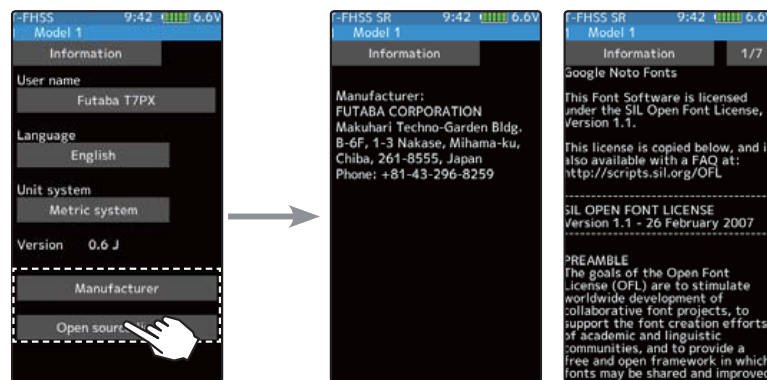 T-FHSS 9:42 6.6V
Model 1
Information
User name
Futaba T7PX
Language
English
Unit system
Metric system
Version 0.6 J
Manufacturer
Open
T-FHSS SR 9:42 6.6V
1 Model 1
Information
Manufacturer:
FUTABA CORPORATION
Makuhari Techno-Garden Bldg.
B-6F, 1-3 Nakase, Mihama-ku,
Chiba, 261-8555, Japan
Phone: +81-43-296-8259
T-FHSS SR 9:42 6.6V
1 Model 1
Information 1/7
Google Noto Fonts
This Font Software is licensed
under the SIL Open Font License,
Version 1.1.
This license is copied below, and i
also available with a FAQ at:
http://scripts.sil.org/OFL
SIL OPEN FONT LICENSE
Version 1.1 - 26 February 2007
PREAMBLE
The goals of the Open Font
License (OFL) are to stimulate
worldwide development of
collaborative font projects, to
support the font creation efforts
of academic and linguistic
communities, and to provide a
free and open framework in which
fonts may be shared and improved